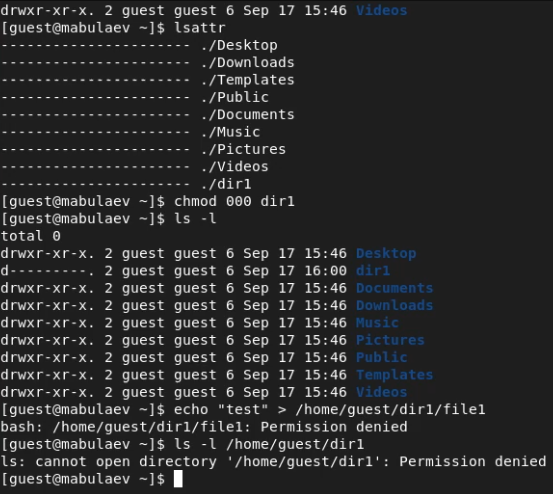 drwxr-xr-x. 2 guest guest 6 Sep 17 15:46 Videos
[guest@mabulaev ~]$ lsattr
---------------------- ./Desktop
---------------------- ./Downloads
---------------------- ./Templates
---------------------- ./Public
---------------------- ./Documents
---------------------- ./Music
---------------------- ./Pictures
---------------------- ./Videos
---------------------- ./dir1
[guest@mabulaev ~]$ chmod 000 dir1
[guest@mabulaev ~]$ ls -l
total 0
drwxr-xr-x. 2 guest guest 6 Sep 17 15:46 Desktop
d---------. 2 guest guest 6 Sep 17 16:00 dir1
drwxr-xr-x. 2 guest guest 6 Sep 17 15:46 Documents
drwxr-xr-x. 2 guest guest 6 Sep 17 15:46 Downloads
drwxr-xr-x. 2 guest guest 6 Sep 17 15:46 Music
drwxr-xr-x. 2 guest guest 6 Sep 17 15:46 Pictures
drwxr-xr-x. 2 guest guest 6 Sep 17 15:46 Public
drwxr-xr-x. 2 guest guest 6 Sep 17 15:46 Templates
drwxr-xr-x. 2 guest guest 6 Sep 17 15:46 Videos
[guest@mabulaev ~]$ echo "test" > /home/guest/dir1/file1
bash: /home/guest/dir1/file1: Permission denied
[guest@mabulaev ~]$ ls -l /home/guest/dir1
ls: cannot open directory '/home/guest/dir1': Permission denied
[guest@mabulaev ~]$